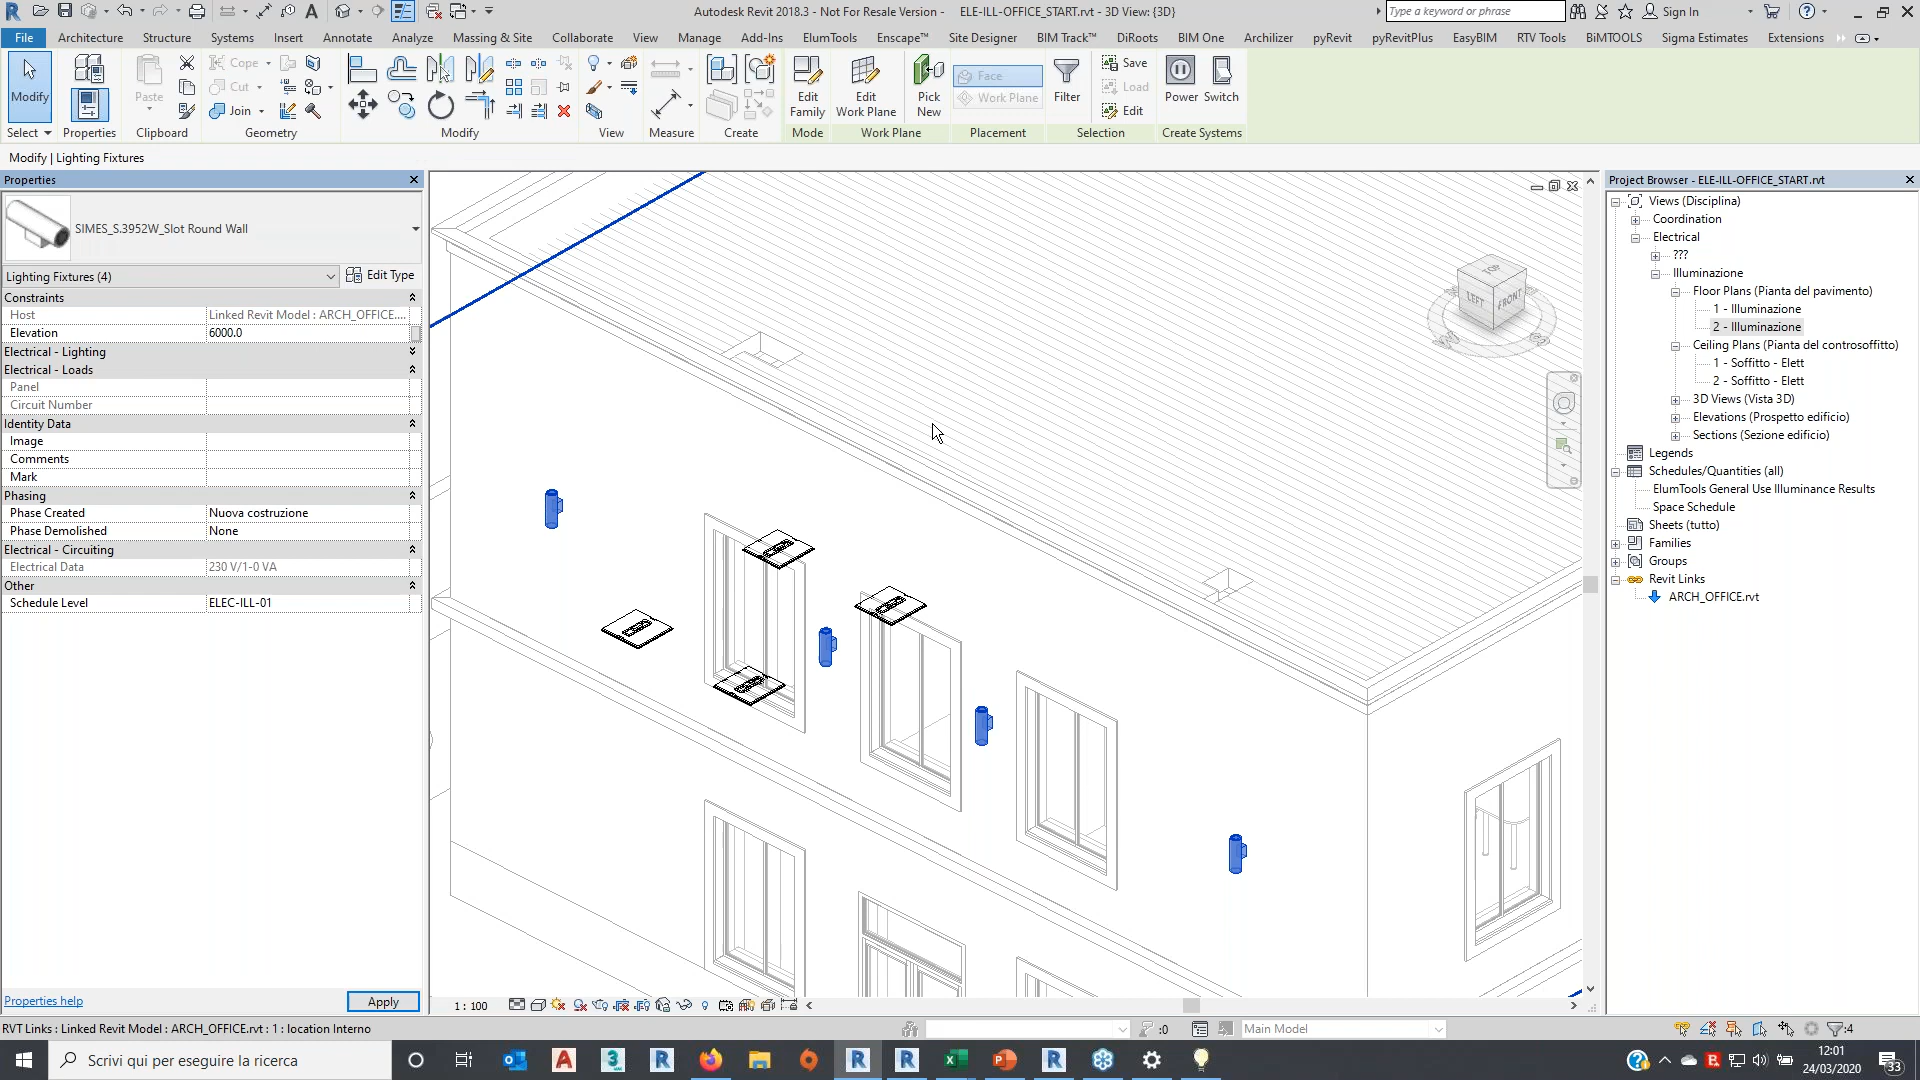 Autodesk Revit 2018.3 - Not For Resale Version - ELE-ILL-OFFICE_START.rvt - 3D View: {3D}
Type a keyword or phrase
Sign In
File Architecture Structure Systems Insert Annotate Analyze Massing & Site Collaborate View Manage Add-Ins ElumTools Enscape™ Site Designer BIM Track™ DiRoots BIM One Archilizer pyRevit pyRevitPlus EasyBIM RTV Tools BiMTOOLS Sigma Estimates Extensions
Cope
Cut
Join
Modify
Paste
Edit Family
Edit Work Plane
Pick New
Face
Work Plane
Filter
Save
Load
Edit
Power Switch
Select Properties Clipboard Geometry Modify View Measure Create Mode Work Plane Placement Selection Create Systems
Modify | Lighting Fixtures
Properties
SIMES_S.3952W_Slot Round Wall
Lighting Fixtures (4) Edit Type
Constraints
Host Linked Revit Model : ARCH_OFFICE....
Elevation 6000.0
Electrical - Lighting
Electrical - Loads
Panel
Circuit Number
Identity Data
Image
Comments
Mark
Phasing
Phase Created Nuova costruzione
Phase Demolished None
Electrical - Circuiting
Electrical Data 230 V/1-0 VA
Other
Schedule Level ELEC-ILL-01
Properties help Apply
TOP
LEFT FRONT
W S
Project Browser - ELE-ILL-OFFICE_START.rvt
Views (Disciplina)
Coordination
Electrical
???
Illuminazione
Floor Plans (Pianta del pavimento)
1 - Illuminazione
2 - Illuminazione
Ceiling Plans (Pianta del controsoffitto)
1 - Soffitto - Elett
2 - Soffitto - Elett
3D Views (Vista 3D)
Elevations (Prospetto edificio)
Sections (Sezione edificio)
Legends
Schedules/Quantities (all)
ElumTools General Use Illuminance Results
Space Schedule
Sheets (tutto)
Families
Groups
Revit Links
ARCH_OFFICE.rvt
1 : 100
RVT Links : Linked Revit Model : ARCH_OFFICE.rvt : 1 : location Interno
:0
Main Model
:4
Scrivi qui per eseguire la ricerca
12:01
24/03/2020
33